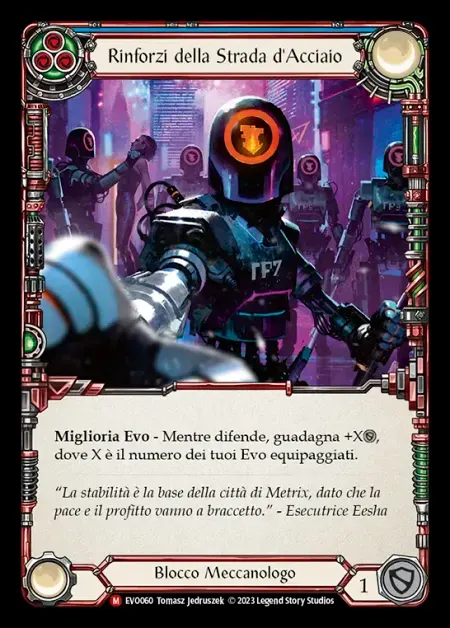 Rinforzi della Strada d'Acciaio
TF7
Miglioria Evo - Mentre difende, guadagna +X,
dove X è il numero dei tuoi Evo equipaggiati.
“La stabilità è la base della città di Metrix, dato che la
pace e il profitto vanno a braccetto.” - Esecutrice Eesha
Blocco Meccanologo
1
M EVO060 Tomasz Jedruszek © 2023 Legend Story Studios